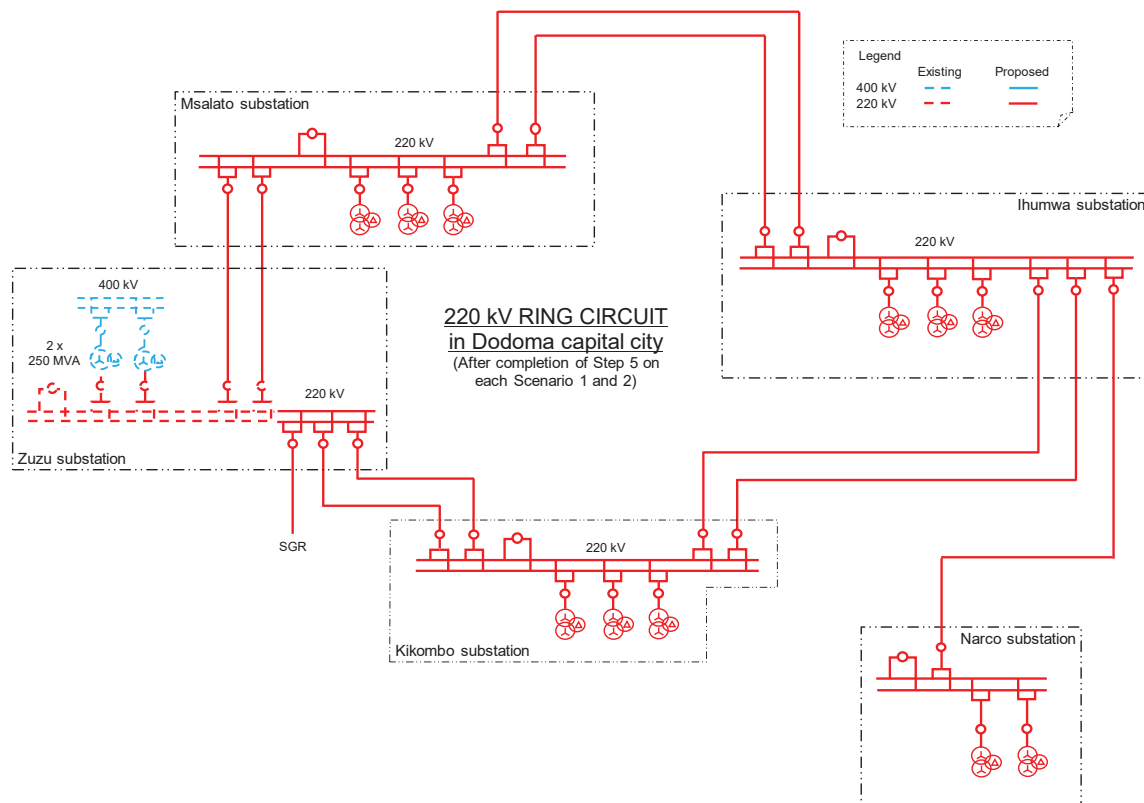 Legend
Existing
Proposed
400 kV
220 kV
Msalato substation
220 kV
Ihumwa substation
220 kV
400 kV
2 x
250 MVA
220 kV
Zuzu substation
SGR
220 kV RING CIRCUIT
in Dodoma capital city
(After completion of Step 5 on
each Scenario 1 and 2)
220 kV
Kikombo substation
Narco substation